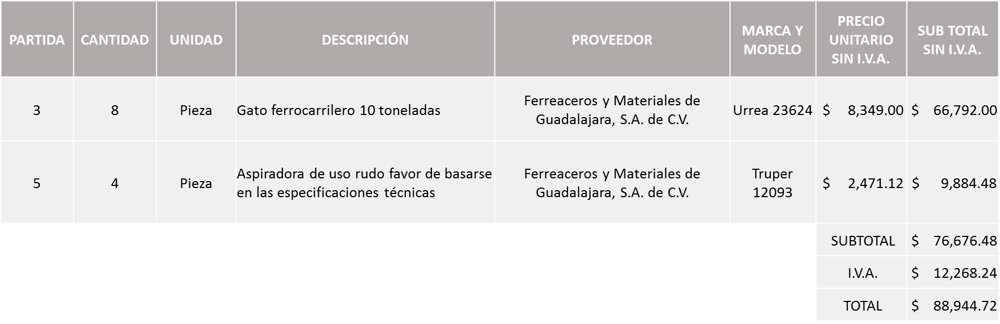 PARTIDA CANTIDAD UNIDAD DESCRIPCIÓN PROVEEDOR MARCA Y MODELO PRECIO UNITARIO SIN I.V.A. SUB TOTAL SIN I.V.A.
3 8 Pieza Gato ferrocarrilero 10 toneladas Ferreaceros y Materiales de Guadalajara, S.A. de C.V. Urrea 23624 $ 8,349.00 $ 66,792.00
5 4 Pieza Aspiradora de uso rudo favor de basarse en las especificaciones técnicas Ferreaceros y Materiales de Guadalajara, S.A. de C.V. Truper 12093 $ 2,471.12 $ 9,884.48
SUBTOTAL $ 76,676.48
I.V.A. $ 12,268.24
TOTAL $ 88,944.72